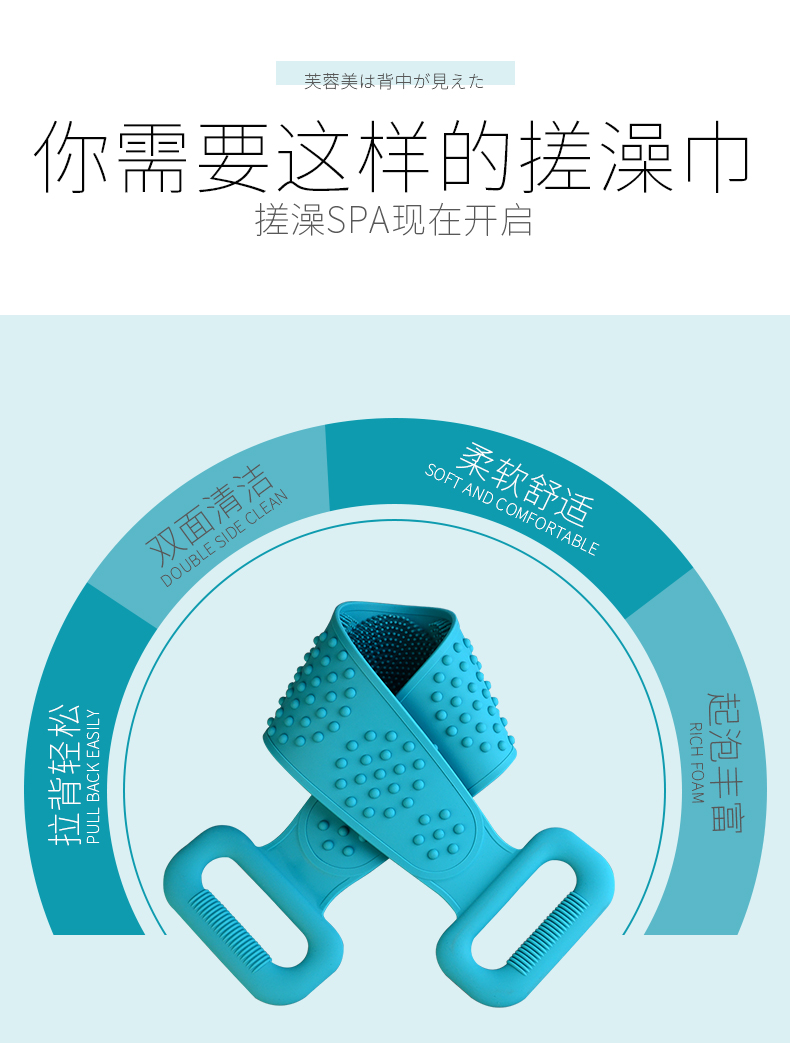 芙蓉美は背中が見えた
你需要这样的搓澡巾
搓澡SPA现在开启
柔软舒适
SOFT AND COMFORTABLE
双面清洁
DOUBLE SIDE CLEAN
拉背轻松
PULL BACK EASILY
起泡丰富
RICH FOAM